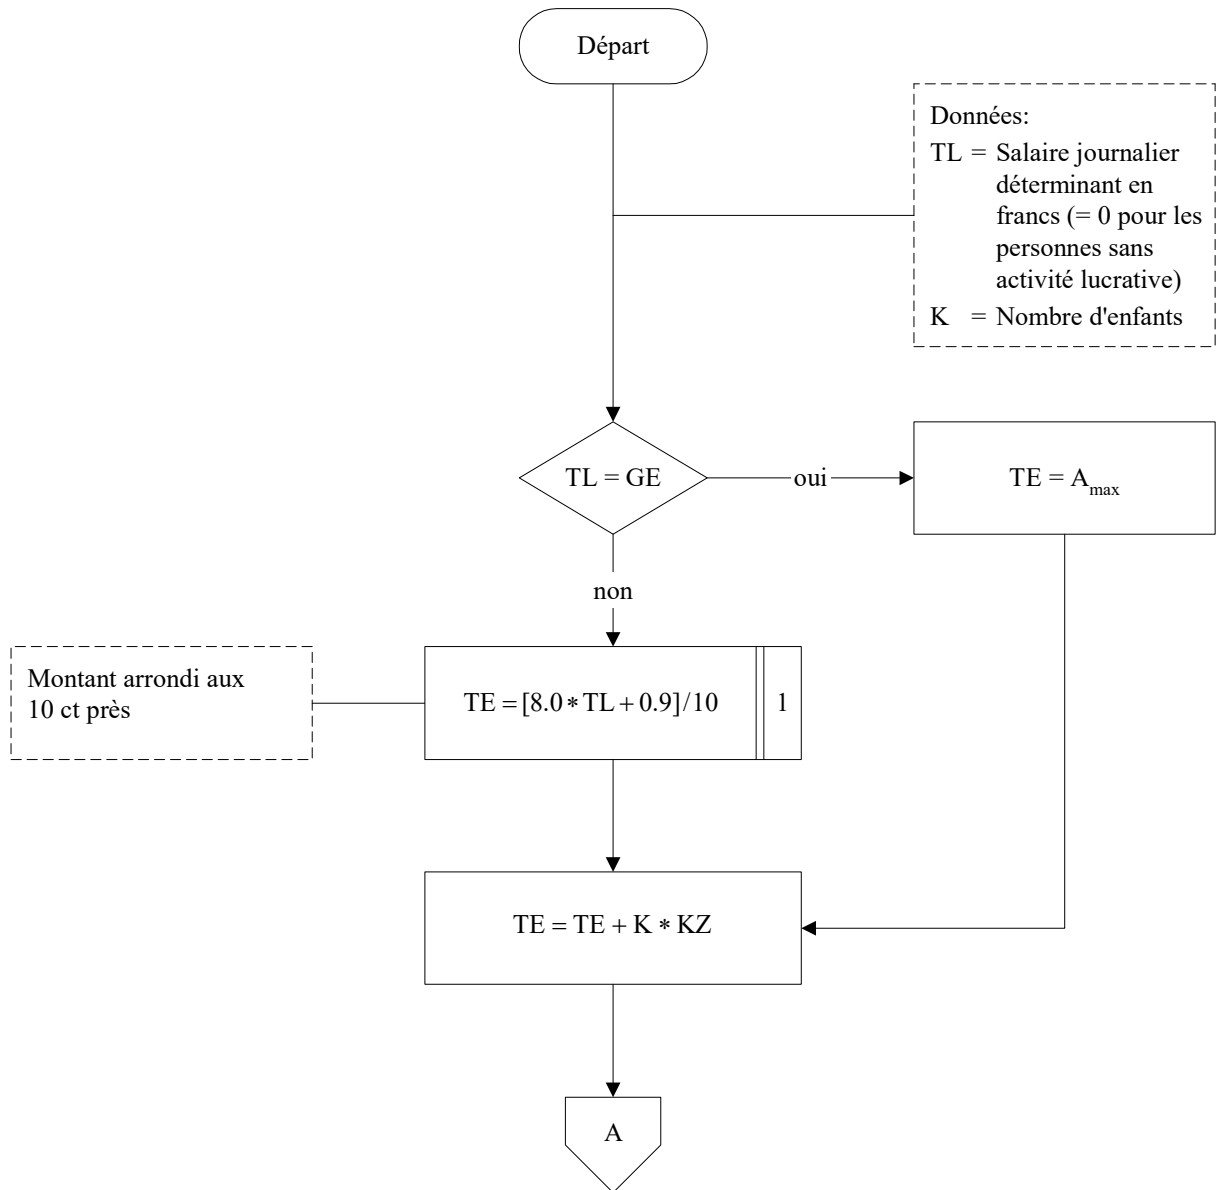 Départ
Données:
TL = Salaire journalier
déterminant en
francs (= 0 pour les
personnes sans
activité lucrative)
K = Nombre d'enfants
TL = GE
oui
TE = Amax
non
Montant arrondi aux
10 ct près
TE = [8.0 * TL + 0.9]/10
1
TE = TE + K * KZ
A